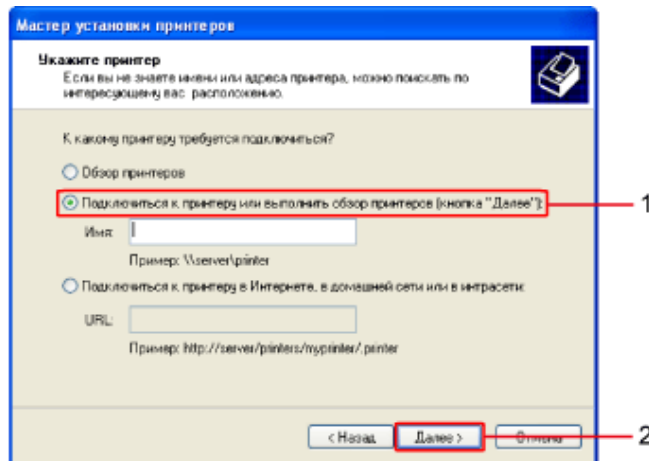 Мастер установки принтеров
Укажите принтер
Если вы не знаете имени или адреса принтера, можно поискать по
интересующему вас расположению.
К какому принтеру требуется подключиться?
Обзор принтеров
Подключиться к принтеру или выполнить обзор принтеров (кнопка "Далее"):
1
Имя:
Пример: \\server\printer
Подключиться к принтеру в Интернете, в домашней сети или в интрасети:
URL:
Пример: http://server/printers/myprinter/.printer
< Назад Далее > Отмена 2